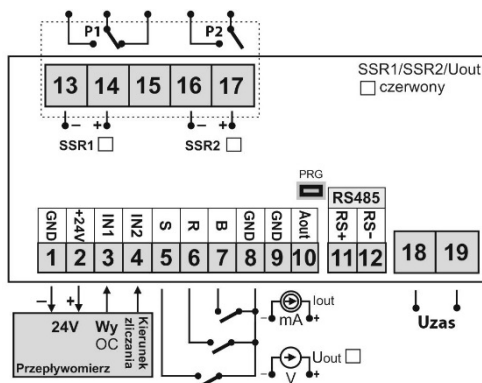 P1 P2
13 14 15 16 17
– + – +
SSR1 SSR2
SSR1/SSR2/Uout
czerwony
PRG
RS485
GND +24V IN1 IN2 S R B GND GND Aout RS+ RS-
1 2 3 4 5 6 7 8 9 10 11 12 18 19
– +
24V Wy OC Kierunek zliczania
Przepływomierz
Iout
– mA +
Uout
– V +
Uzas